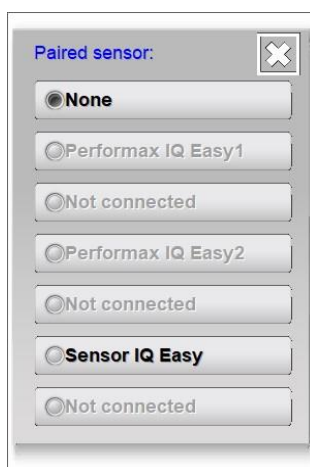 Paired sensor:
None
Performax IQ Easy1
Not connected
Performax IQ Easy2
Not connected
Sensor IQ Easy
Not connected